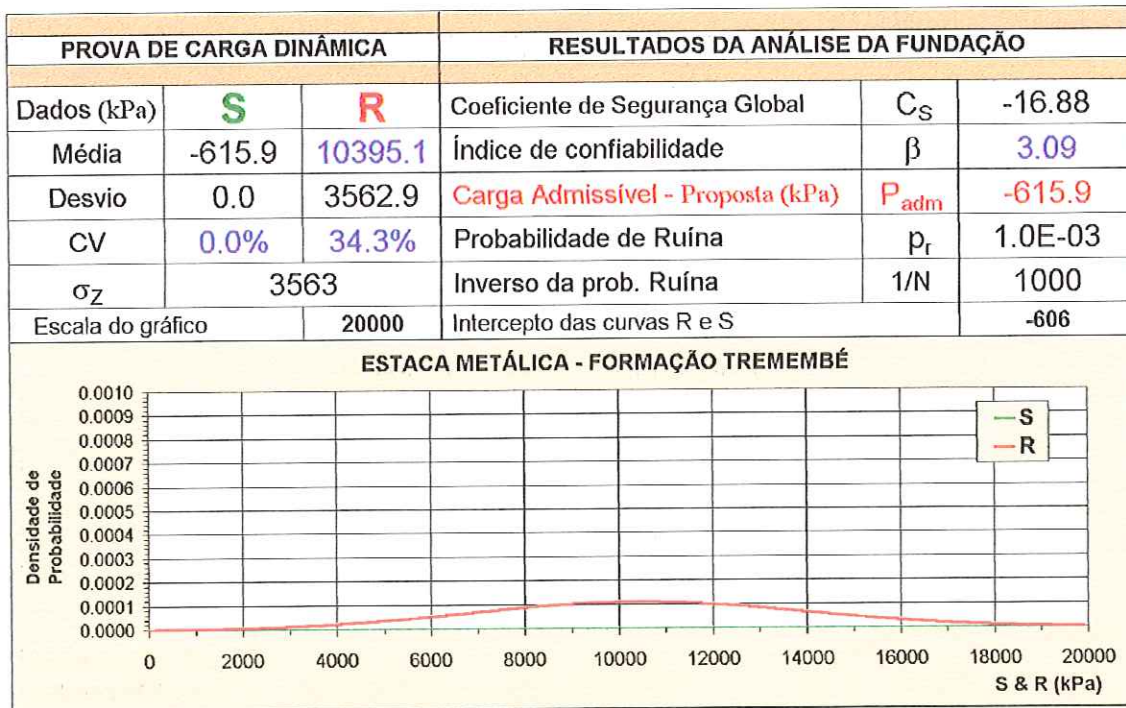 PROVA DE CARGA DINÂMICA RESULTADOS DA ANÁLISE DA FUNDAÇÃO
Dados (kPa) S R Coeficiente de Segurança Global C_S -16.88
Média -615.9 10395.1 Índice de confiabilidade β 3.09
Desvio 0.0 3562.9 Carga Admissível - Proposta (kPa) P_adm -615.9
CV 0.0% 34.3% Probabilidade de Ruína p_r 1.0E-03
σ_Z 3563 Inverso da prob. Ruína 1/N 1000
Escala do gráfico 20000 Intercepto das curvas R e S -606
ESTACA METÁLICA - FORMAÇÃO TREMEMBÉ
Densidade de
Probabilidade
0.0010
0.0009
0.0008
0.0007
0.0006
0.0005
0.0004
0.0003
0.0002
0.0001
0.0000
S
R
0 2000 4000 6000 8000 10000 12000 14000 16000 18000 20000
S & R (kPa)